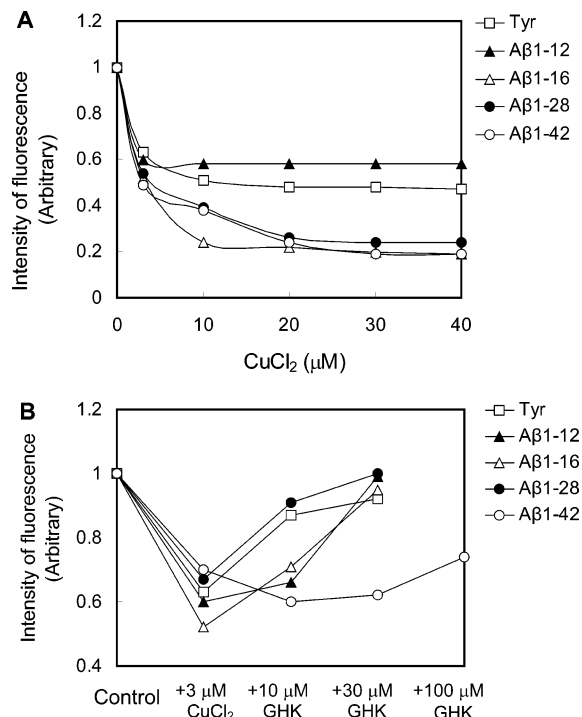 A
Intensity of fluorescence
(Arbitrary)
1.2
1
0.8
0.6
0.4
0.2
0
0
10
20
30
40
CuCl₂ (μM)
Tyr
Aβ1-12
Aβ1-16
Aβ1-28
Aβ1-42
B
Intensity of fluorescence
(Arbitrary)
1.2
1
0.8
0.6
0.4
Control
+3 μM
CuCl₂
+10 μM
GHK
+30 μM
GHK
+100 μM
GHK
Tyr
Aβ1-12
Aβ1-16
Aβ1-28
Aβ1-42